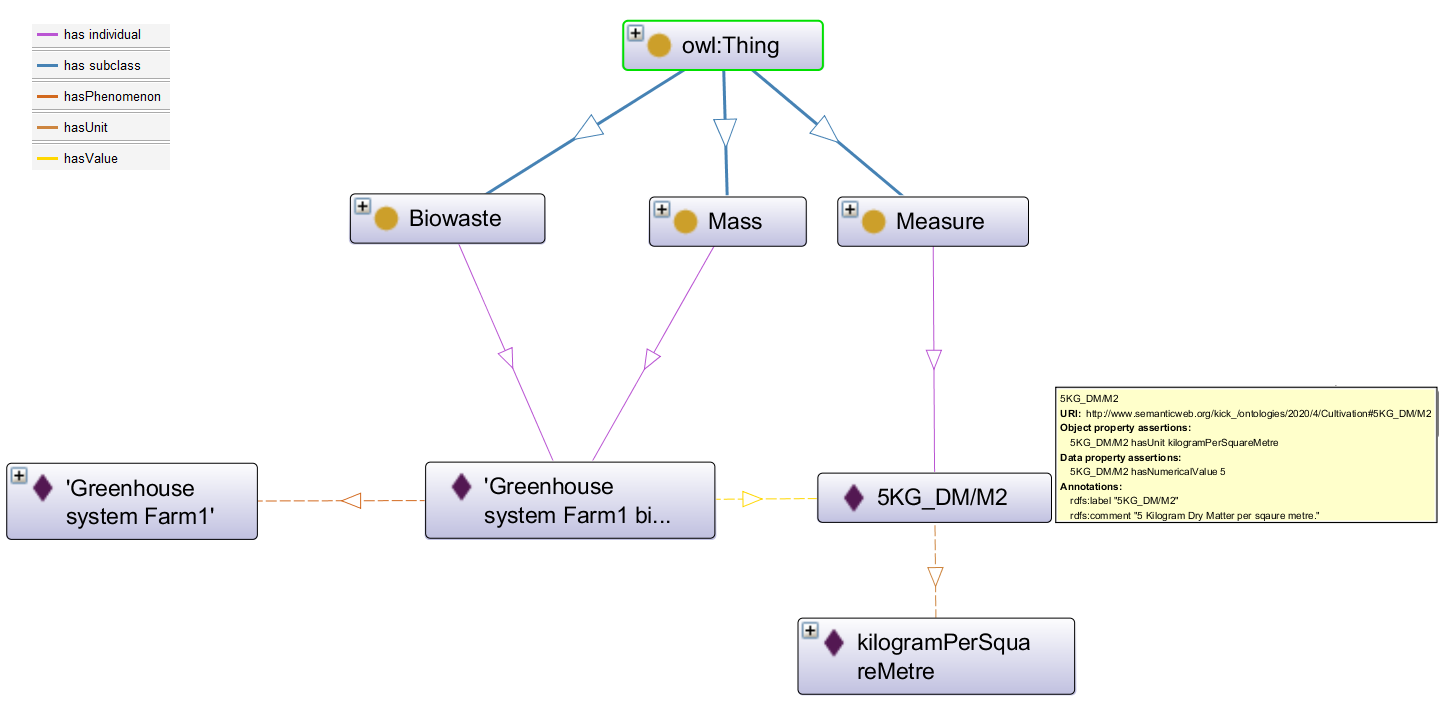 has individual
has subclass
hasPhenomenon
hasUnit
hasValue
owl:Thing
Biowaste
Mass
Measure
'Greenhouse
system Farm1'
'Greenhouse
system Farm1 bi...
5KG_DM/M2
kilogramPerSqua
reMetre
5KG_DM/M2
URI: http://www.semanticweb.org/kick_/ontologies/2020/4/Cultivation#5KG_DM/M2
Object property assertions:
5KG_DM/M2 hasUnit kilogramPerSquareMetre
Data property assertions:
5KG_DM/M2 hasNumericalValue 5
Annotations:
rdfs:label "5KG_DM/M2"
rdfs:comment "5 Kilogram Dry Matter per sqaure metre."